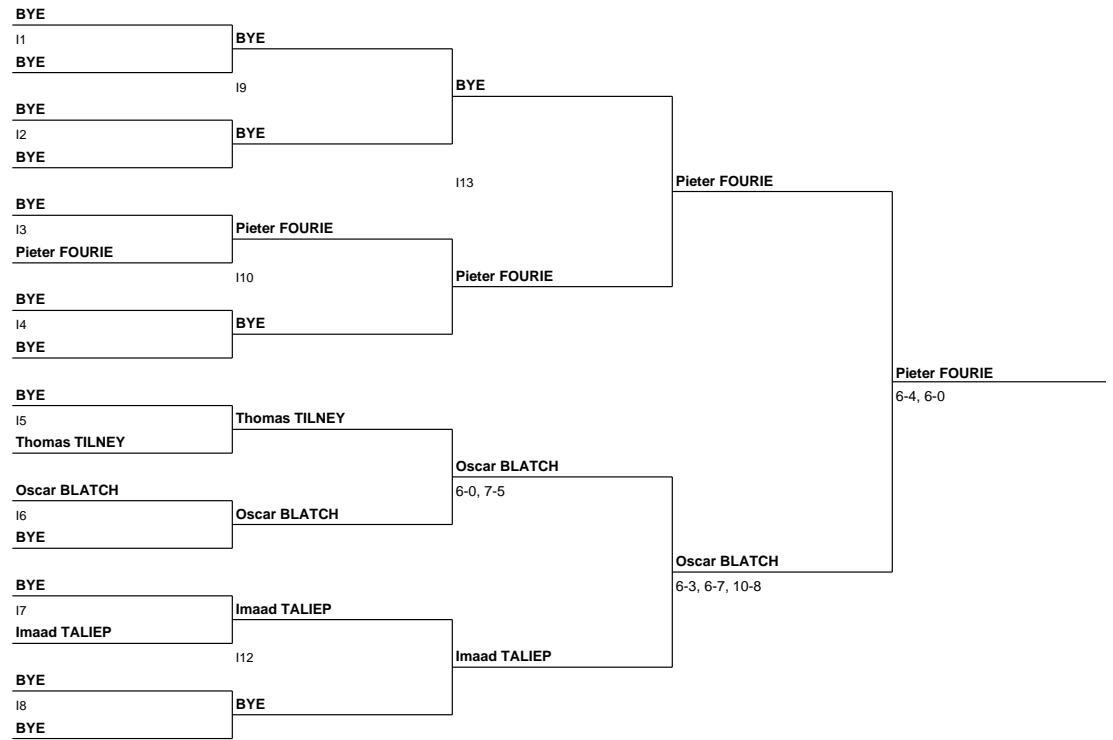 BYE
I1
BYE
BYE
I9
BYE
BYE
I2
BYE
BYE
I13
Pieter FOURIE
BYE
I3
Pieter FOURIE
Pieter FOURIE
I10
Pieter FOURIE
BYE
I4
BYE
BYE
Pieter FOURIE
6-4, 6-0
BYE
I5
Thomas TILNEY
Thomas TILNEY
Oscar BLATCH
6-0, 7-5
Oscar BLATCH
I6
Oscar BLATCH
BYE
Oscar BLATCH
6-3, 6-7, 10-8
BYE
I7
Imaad TALIEP
Imaad TALIEP
I12
Imaad TALIEP
BYE
I8
BYE
BYE